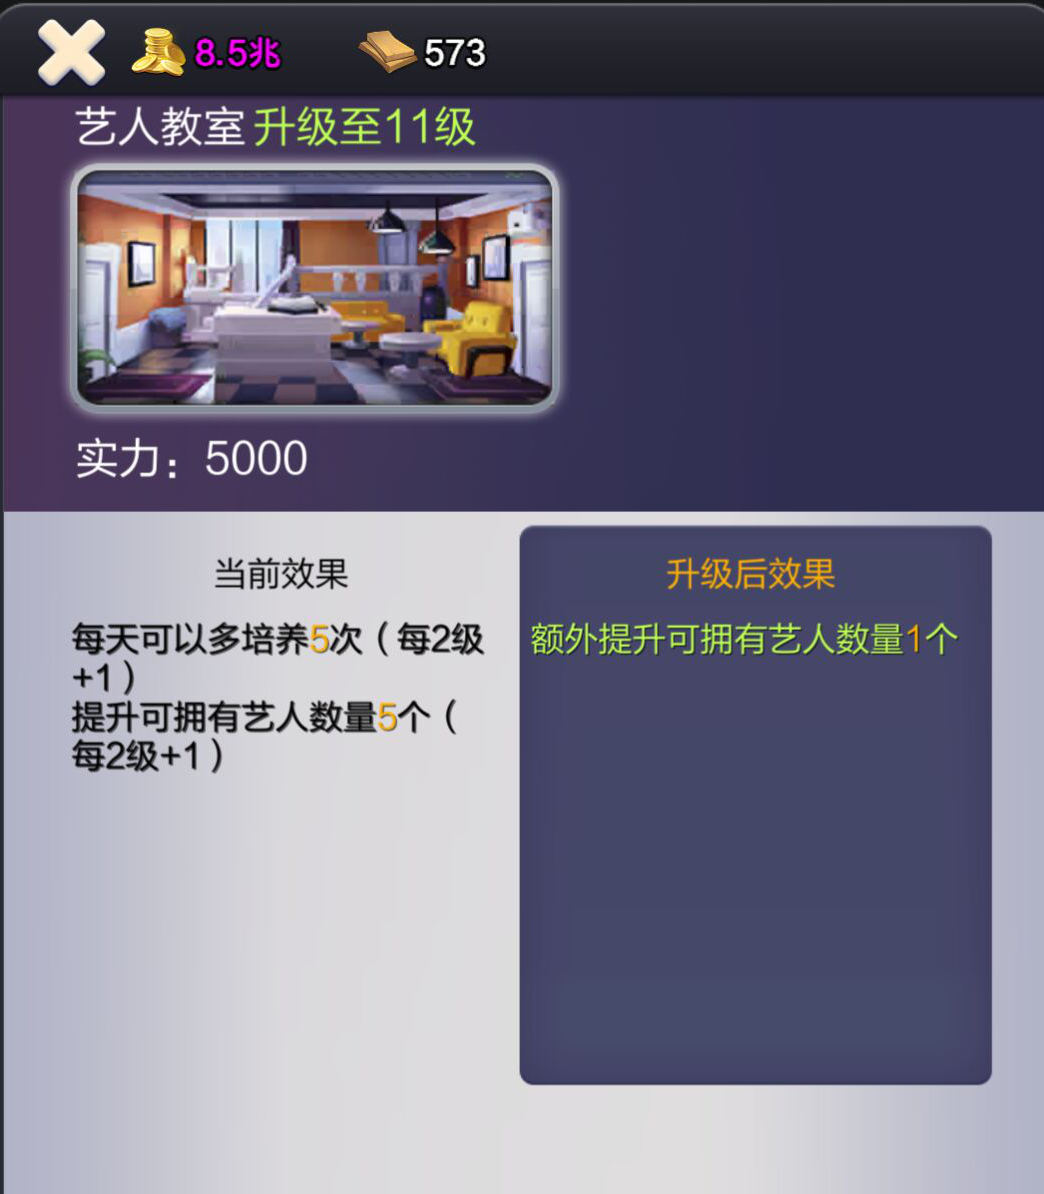 8.5兆 573
艺人教室 升级至11级
实力：5000
当前效果
每天可以多培养5次（每2级
+1）
提升可拥有艺人数量5个（
每2级+1）
升级后效果
额外提升可拥有艺人数量1个